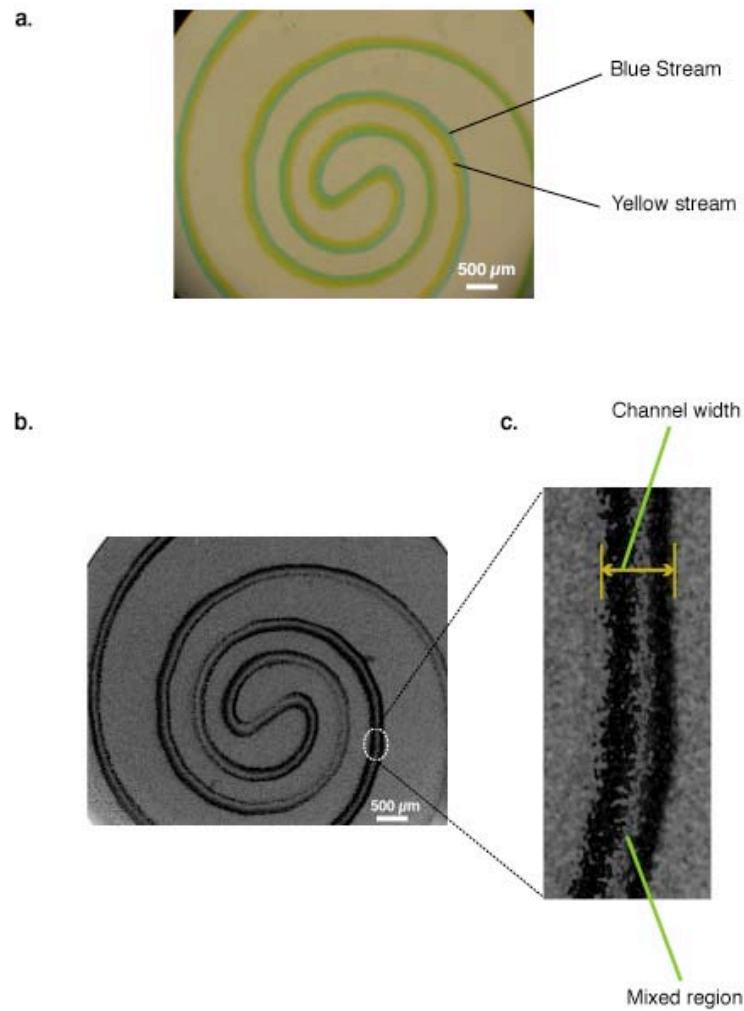 a.
Blue Stream
Yellow stream
500 µm
b.
c.
Channel width
500 µm
Mixed region